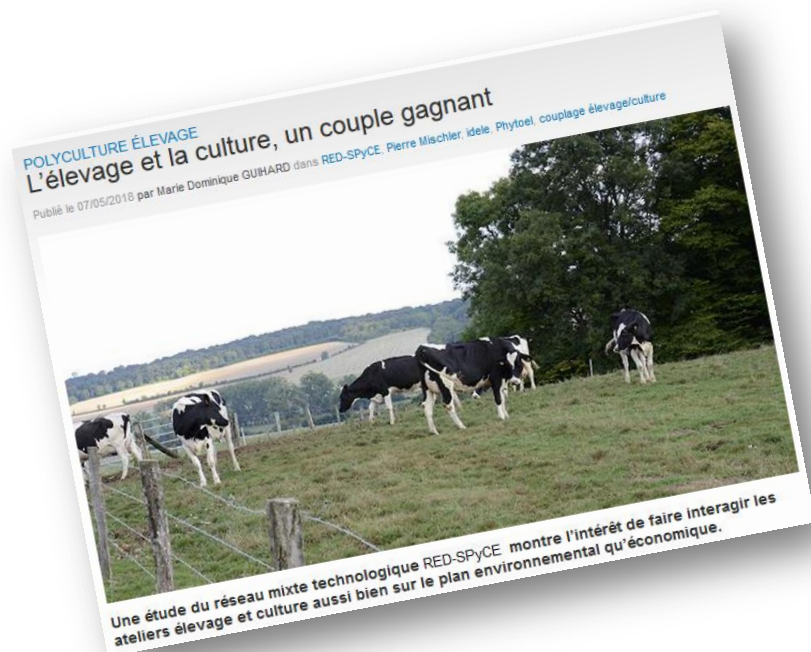 POLYCULTURE ÉLEVAGE
L'élevage et la culture, un couple gagnant
Publié le 07/05/2018 par Marie Dominique GUIHARD dans RED-SPyCE, Pierre Mischler, idele, Phytoel, couplage élevage/culture
Une étude du réseau mixte technologique RED-SPyCE montre l'intérêt de faire interagir les
ateliers élevage et culture aussi bien sur le plan environnemental qu'économique.